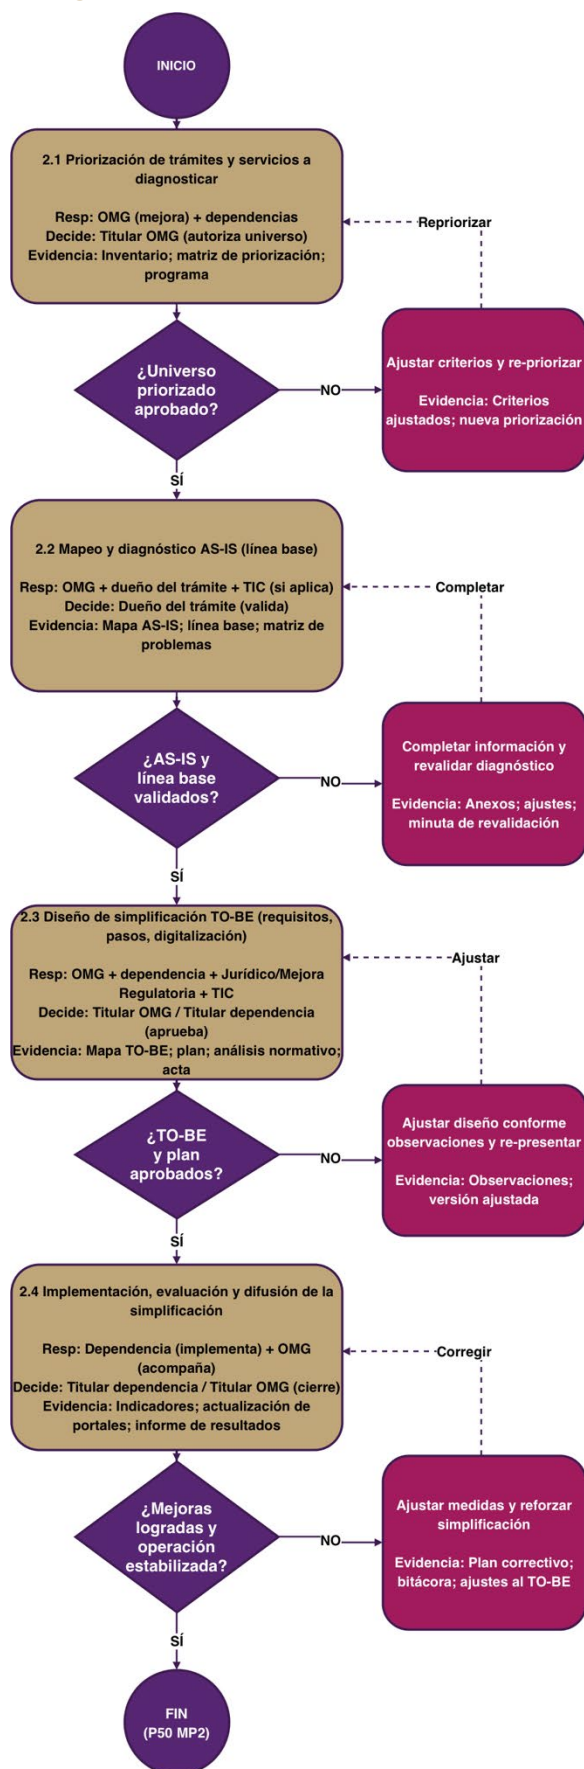 INICIO
2.1 Priorización de trámites y servicios a
diagnosticar
Resp: OMG (mejora) + dependencias
Decide: Titular OMG (autoriza universo)
Evidencia: Inventario; matriz de priorización;
programa
Repriorizar
¿Universo
priorizado
aprobado?
NO
Ajustar criterios y re-priorizar
Evidencia: Criterios
ajustados; nueva priorización
SÍ
2.2 Mapeo y diagnóstico AS-IS (línea base)
Resp: OMG + dueño del trámite + TIC (si aplica)
Decide: Dueño del trámite (valida)
Evidencia: Mapa AS-IS; línea base; matriz de
problemas
Completar
¿AS-IS y
línea base
validados?
NO
Completar información y
revalidar diagnóstico
Evidencia: Anexos; ajustes;
minuta de revalidación
SÍ
2.3 Diseño de simplificación TO-BE (requisitos,
pasos, digitalización)
Resp: OMG + dependencia + Jurídico/Mejora
Regulatoria + TIC
Decide: Titular OMG / Titular dependencia
(aprueba)
Evidencia: Mapa TO-BE; plan; análisis normativo;
acta
Ajustar
¿TO-BE
y plan
aprobados?
NO
Ajustar diseño conforme
observaciones y re-presentar
Evidencia: Observaciones;
versión ajustada
SÍ
2.4 Implementación, evaluación y difusión de la
simplificación
Resp: Dependencia (implementa) + OMG
(acompaña)
Decide: Titular dependencia / Titular OMG (cierre)
Evidencia: Indicadores; actualización de
portales; informe de resultados
Corregir
¿Mejoras
logradas y
operación
estabilizada?
NO
Ajustar medidas y reforzar
simplificación
Evidencia: Plan correctivo;
bitácora; ajustes al TO-BE
SÍ
FIN
(P50 MP2)